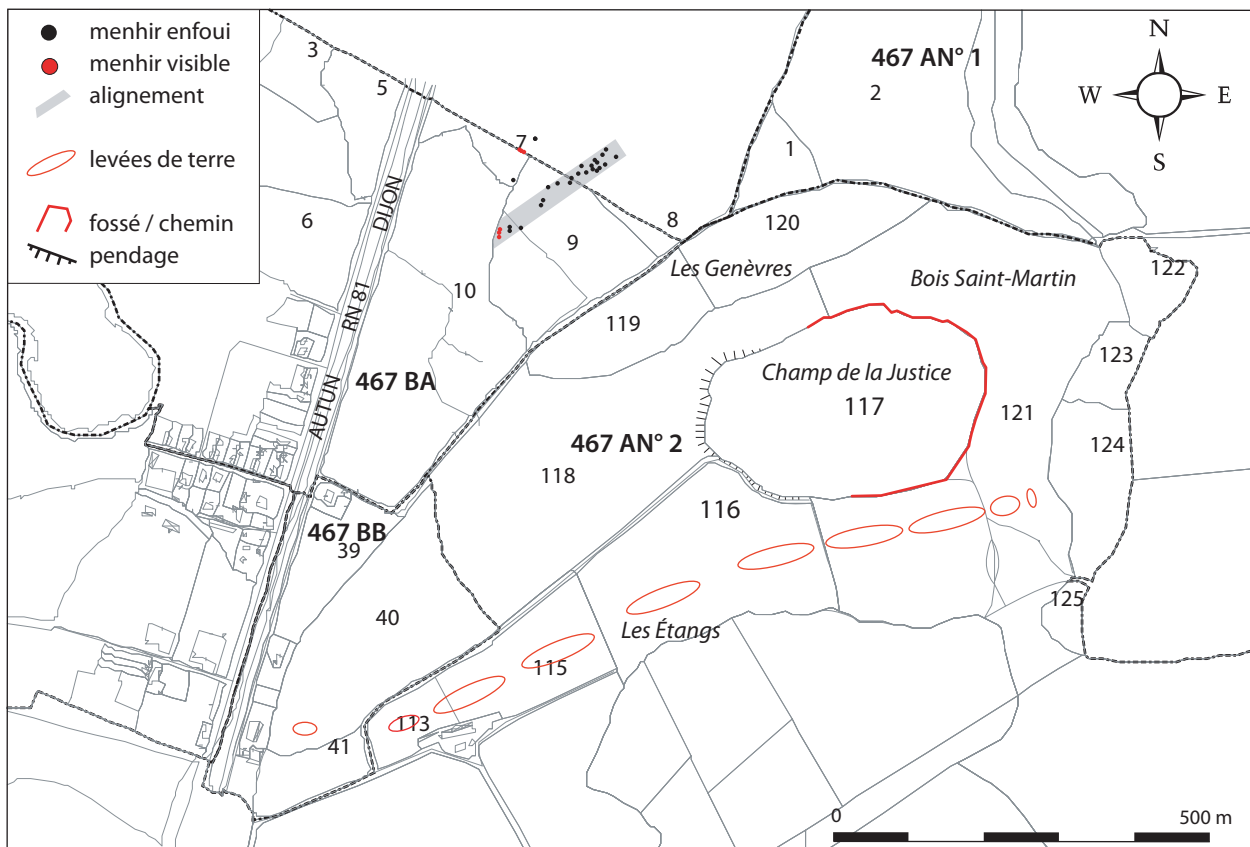 menhir enfoui
menhir visible
alignement
levées de terre
fossé / chemin
pendage
N
W E
S
3
5
7
467 AN° 1
2
1
6
DIJON
RN 81
AUTUN
8
9
10
120
Les Genèvres
119
Bois Saint-Martin
122
123
467 BA
Champ de la Justice
117
121
124
467 AN° 2
118
116
467 BB
39
40
125
Les Étangs
115
113
41
0 500 m